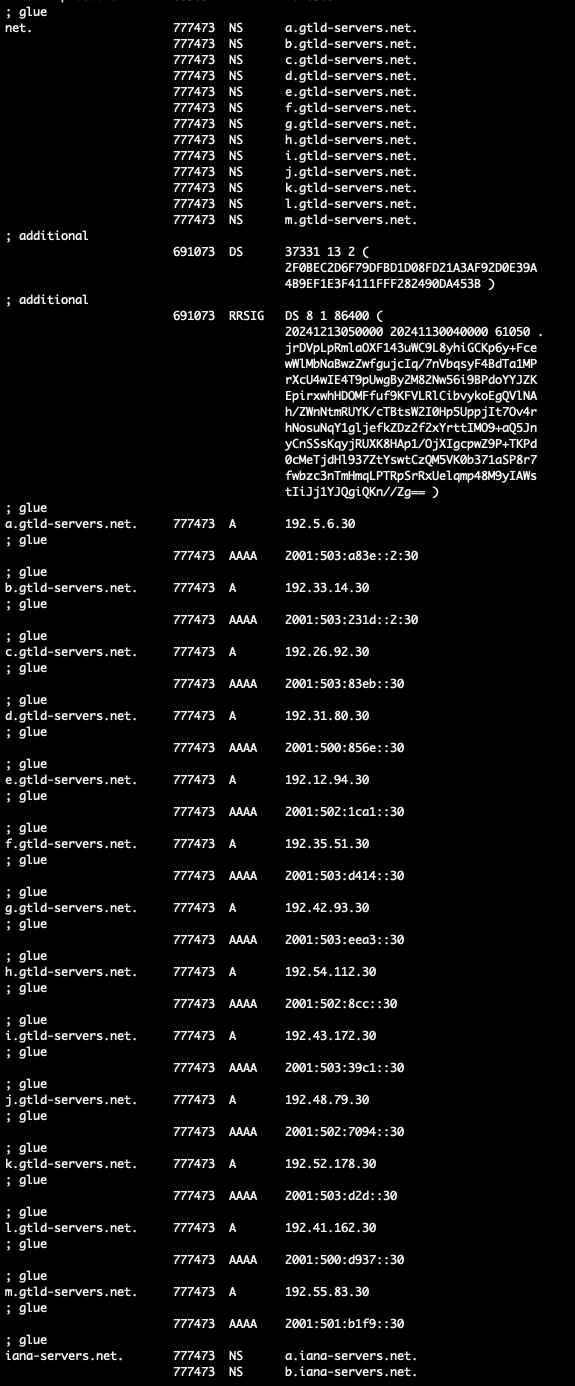 ; glue
net. 777473 NS a.gtld-servers.net.
777473 NS b.gtld-servers.net.
777473 NS c.gtld-servers.net.
777473 NS d.gtld-servers.net.
777473 NS e.gtld-servers.net.
777473 NS f.gtld-servers.net.
777473 NS g.gtld-servers.net.
777473 NS h.gtld-servers.net.
777473 NS i.gtld-servers.net.
777473 NS j.gtld-servers.net.
777473 NS k.gtld-servers.net.
777473 NS l.gtld-servers.net.
777473 NS m.gtld-servers.net.
; additional
691073 DS 37331 13 2 (
2F0BEC2D6F79DFBD1D08FD21A3AF92D0E39A
4B9EF1E3F4111FFF282490DA453B )
; additional
691073 RRSIG DS 8 1 86400 (
20241213050000 20241130040000 61050 .
jrDVpLpRmlaOXF143uWC9L8yhiGCKp6y+Fce
wWlMbNaBwzZwfgujcIq/7nVbqsyF4BdTa1MP
rXcU4wIE4T9pUwgBy2M82Nw56i9BPdoYYJZK
EpirxwhHDOMFfuf9KFVLRlCibvykoEgQVlNA
h/ZWnNtmRUYK/cTBtsW2I0Hp5UppjIt7Ov4r
hNosuNqY1gljefkZDz2f2xYrttIMO9+aQ5Jn
yCnSSsKqyjRUXK8HAp1/OjXIgcpwZ9P+TKPd
0cMeTjdHl937ZtYswtCzQM5VK0b371aSP8r7
fwbzc3nTmHmqLPTRpSrRxUelqmp48M9yIAWs
tIiJj1YJQgiQKn//Zg== )
; glue
a.gtld-servers.net. 777473 A 192.5.6.30
; glue
777473 AAAA 2001:503:a83e::2:30
; glue
b.gtld-servers.net. 777473 A 192.33.14.30
; glue
777473 AAAA 2001:503:231d::2:30
; glue
c.gtld-servers.net. 777473 A 192.26.92.30
; glue
777473 AAAA 2001:503:83eb::30
; glue
d.gtld-servers.net. 777473 A 192.31.80.30
; glue
777473 AAAA 2001:500:856e::30
; glue
e.gtld-servers.net. 777473 A 192.12.94.30
; glue
777473 AAAA 2001:502:1ca1::30
; glue
f.gtld-servers.net. 777473 A 192.35.51.30
; glue
777473 AAAA 2001:503:d414::30
; glue
g.gtld-servers.net. 777473 A 192.42.93.30
; glue
777473 AAAA 2001:503:eea3::30
; glue
h.gtld-servers.net. 777473 A 192.54.112.30
; glue
777473 AAAA 2001:502:8cc::30
; glue
i.gtld-servers.net. 777473 A 192.43.172.30
; glue
777473 AAAA 2001:503:39c1::30
; glue
j.gtld-servers.net. 777473 A 192.48.79.30
; glue
777473 AAAA 2001:502:7094::30
; glue
k.gtld-servers.net. 777473 A 192.52.178.30
; glue
777473 AAAA 2001:503:d2d::30
; glue
l.gtld-servers.net. 777473 A 192.41.162.30
; glue
777473 AAAA 2001:500:d937::30
; glue
m.gtld-servers.net. 777473 A 192.55.83.30
; glue
777473 AAAA 2001:501:b1f9::30
; glue
iana-servers.net. 777473 NS a.iana-servers.net.
777473 NS b.iana-servers.net.